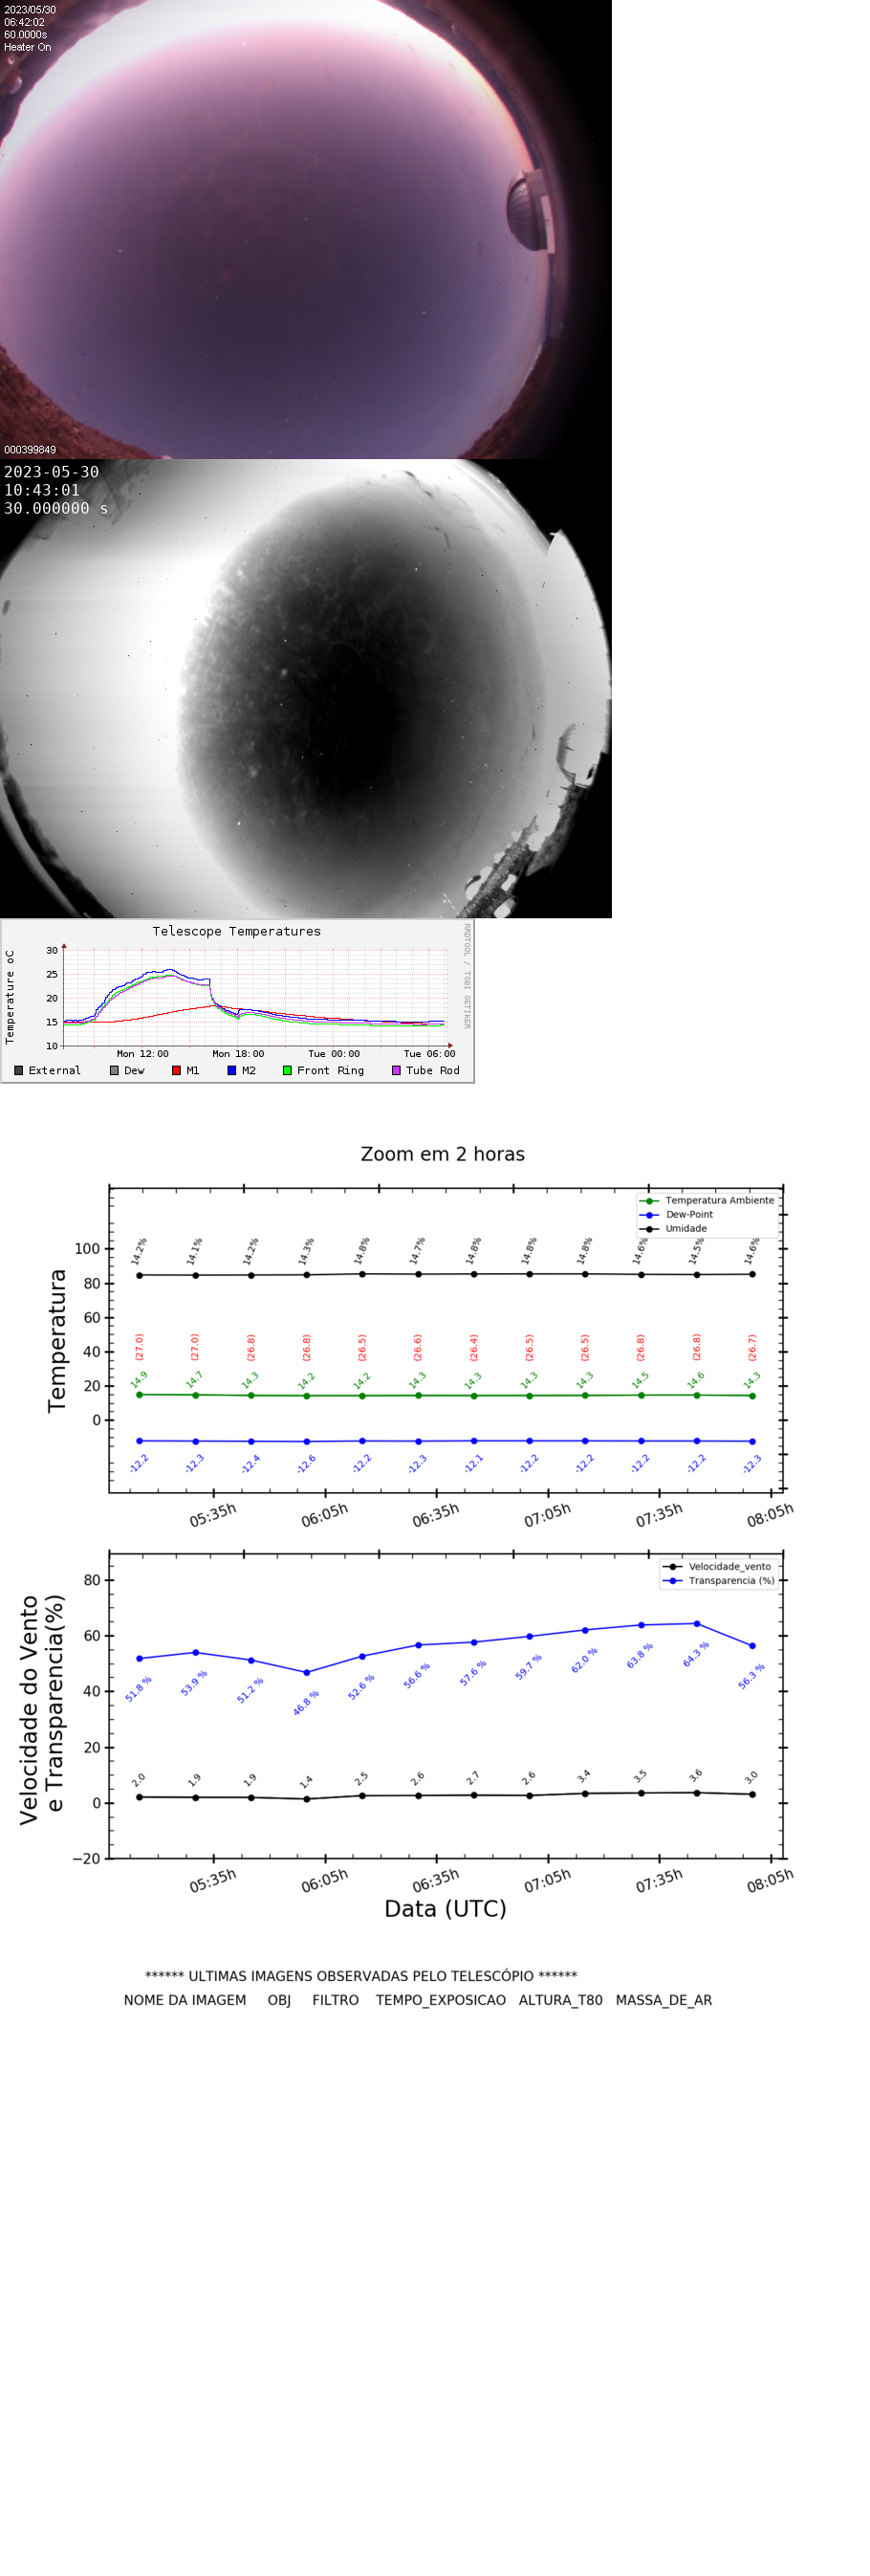 2023/05/30
06:42:02
60.0000s
Heater On
000399849
2023-05-30
10:43:01
30.000000 s
Telescope Temperatures
RRDTOOL / TOBI OETIKER
Temperature oC
30
25
20
15
10
Mon 12:00 Mon 18:00 Tue 00:00 Tue 06:00
External Dew M1 M2 Front Ring Tube Rod
Zoom em 2 horas
Temperatura Ambiente
Dew-Point
Umidade
Temperatura
100
80
60
40
20
0
14.2% 14.1% 14.2% 14.3% 14.8% 14.7% 14.8% 14.8% 14.8% 14.6% 14.5% 14.6%
(27.0) (27.0) (26.8) (26.8) (26.5) (26.6) (26.4) (26.5) (26.5) (26.8) (26.8) (26.7)
14.9 14.7 14.3 14.2 14.2 14.3 14.3 14.3 14.3 14.5 14.6 14.3
-12.2 -12.3 -12.4 -12.6 -12.2 -12.3 -12.1 -12.2 -12.2 -12.2 -12.2 -12.3
05:35h 06:05h 06:35h 07:05h 07:35h 08:05h
Velocidade_vento
Transparencia (%)
Velocidade do Vento
e Transparencia(%)
80
60
40
20
0
−20
51.8 % 53.9 % 51.2 % 46.8 % 52.6 % 56.6 % 57.6 % 59.7 % 62.0 % 63.8 % 64.3 % 56.3 %
2.0 1.9 1.9 1.4 2.5 2.6 2.7 2.6 3.4 3.5 3.6 3.0
05:35h 06:05h 06:35h 07:05h 07:35h 08:05h
Data (UTC)
****** ULTIMAS IMAGENS OBSERVADAS PELO TELESCÓPIO ******
NOME DA IMAGEM OBJ FILTRO TEMPO_EXPOSICAO ALTURA_T80 MASSA_DE_AR